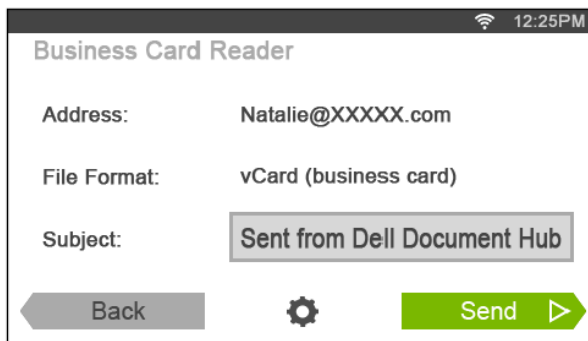 12:25PM
Business Card Reader
Address: Natalie@XXXXX.com
File Format: vCard (business card)
Subject: Sent from Dell Document Hub
Back Send